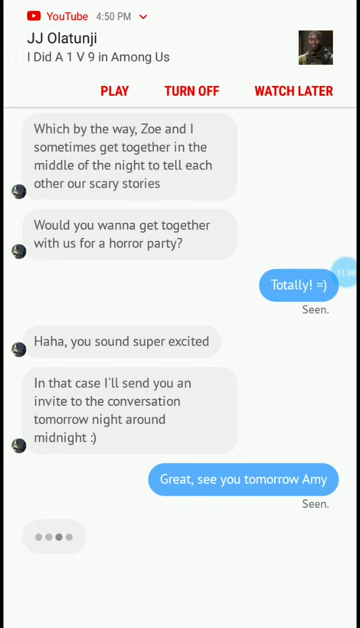 YouTube 4:50 PM
JJ Olatunji
I Did A 1 V 9 in Among Us
PLAY TURN OFF WATCH LATER
Which by the way, Zoe and I
sometimes get together in the
middle of the night to tell each
other our scary stories
Would you wanna get together
with us for a horror party?
11:38
Totally! =)
Seen.
Haha, you sound super excited
In that case I'll send you an
invite to the conversation
tomorrow night around
midnight :)
Great, see you tomorrow Amy
Seen.